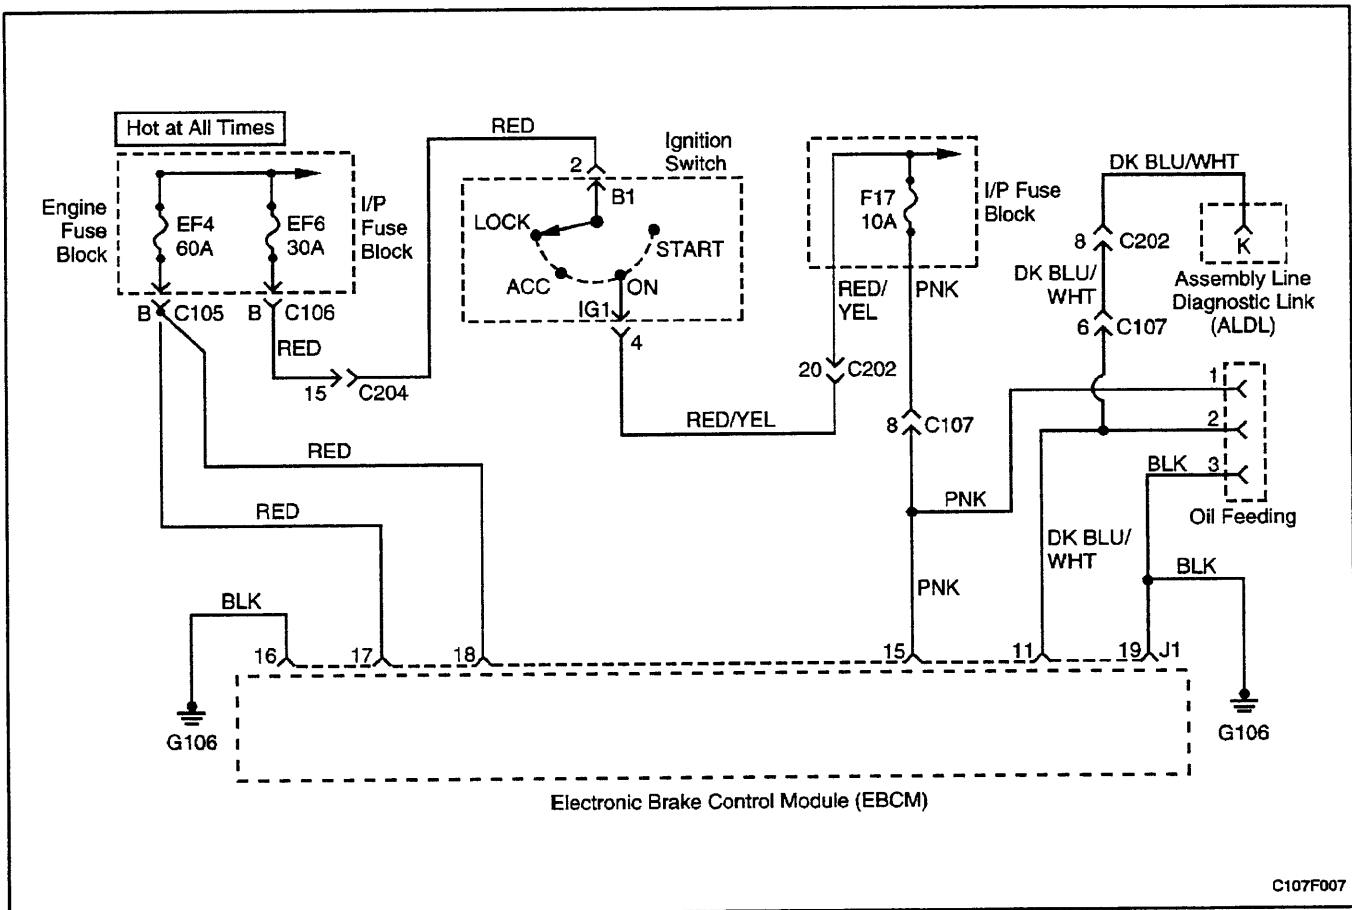 Hot at All Times
RED
Ignition
Switch
2
B1
LOCK
START
ACC
ON
IG1
4
Engine
Fuse
Block
EF4
60A
EF6
30A
I/P
Fuse
Block
B
C105
B
C106
RED
15
C204
F17
10A
I/P Fuse
Block
RED/
YEL
PNK
20
C202
RED/YEL
8
C107
DK BLU/WHT
8
C202
K
DK BLU/
WHT
Assembly Line
Diagnostic Link
(ALDL)
6
C107
1
2
BLK
3
Oil Feeding
RED
RED
PNK
DK BLU/
WHT
PNK
BLK
BLK
16
17
18
15
11
19
J1
G106
G106
Electronic Brake Control Module (EBCM)
C107F007